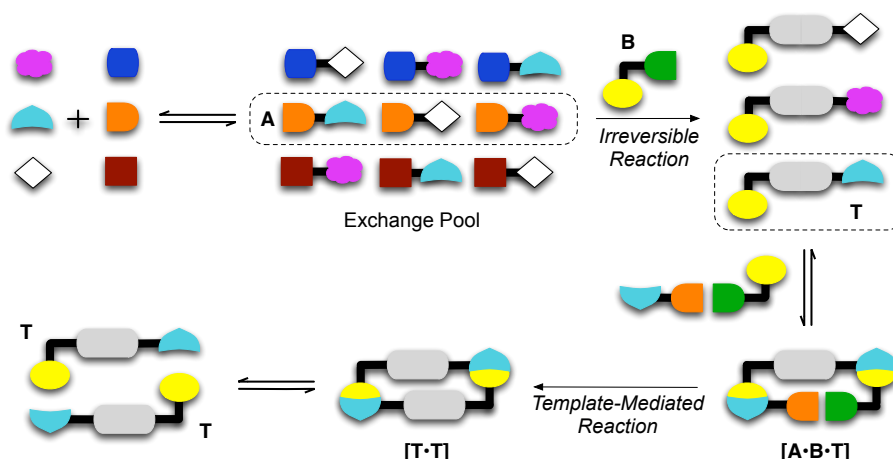 B
A
Irreversible
Reaction
Exchange Pool
T
T
Template-Mediated
Reaction
T
[T•T]
[A•B•T]